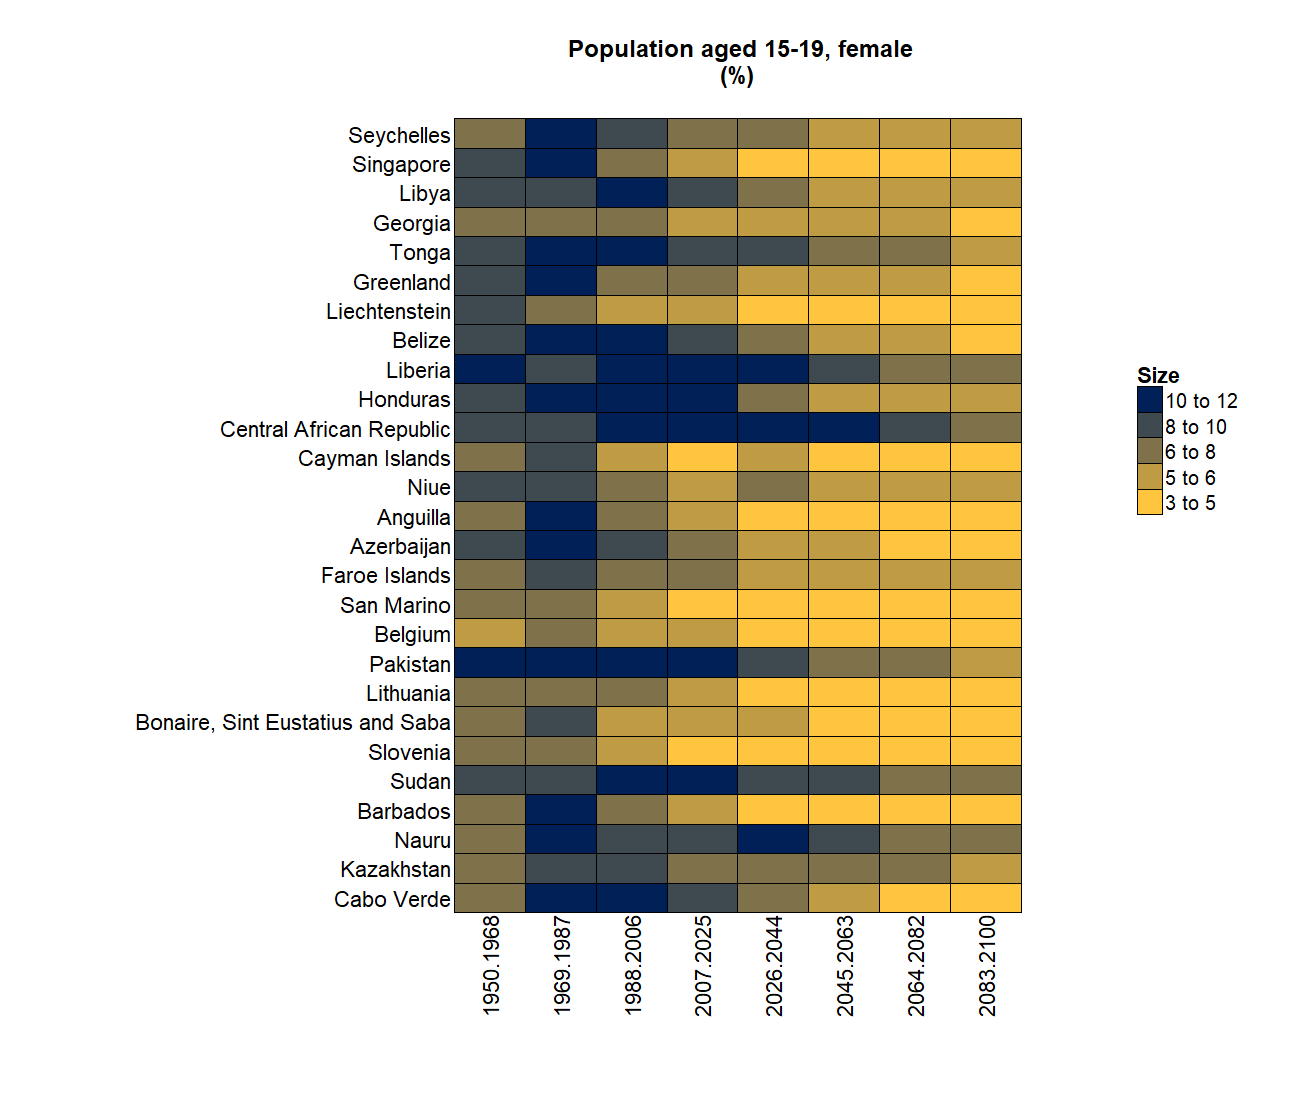 Population aged 15-19, female
(%)
Seychelles
Singapore
Libya
Georgia
Tonga
Greenland
Liechtenstein
Belize
Liberia
Honduras
Central African Republic
Cayman Islands
Niue
Anguilla
Azerbaijan
Faroe Islands
San Marino
Belgium
Pakistan
Lithuania
Bonaire, Sint Eustatius and Saba
Slovenia
Sudan
Barbados
Nauru
Kazakhstan
Cabo Verde
1950.1968
1969.1987
1988.2006
2007.2025
2026.2044
2045.2063
2064.2082
2083.2100
Size
10 to 12
8 to 10
6 to 8
5 to 6
3 to 5